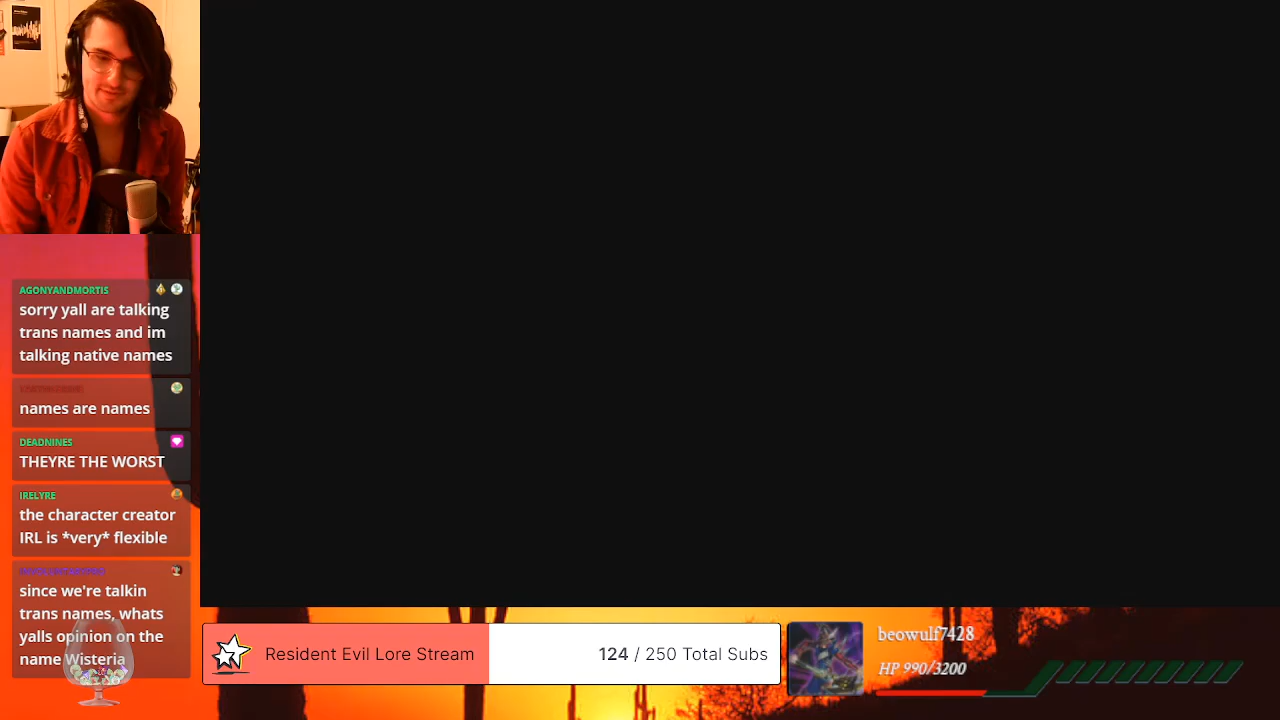 AGONYANDMORTIS
sorry yall are talking
trans names and im
talking native names
names are names
DEADNINES
THEYRE THE WORST
IRELYRE
the character creator
IRL is *very* flexible
since we're talkin
trans names, whats
yalls opinion on the
name Wisteria
Resident Evil Lore Stream
124 / 250 Total Subs
beowulf7428
HP 990/3200